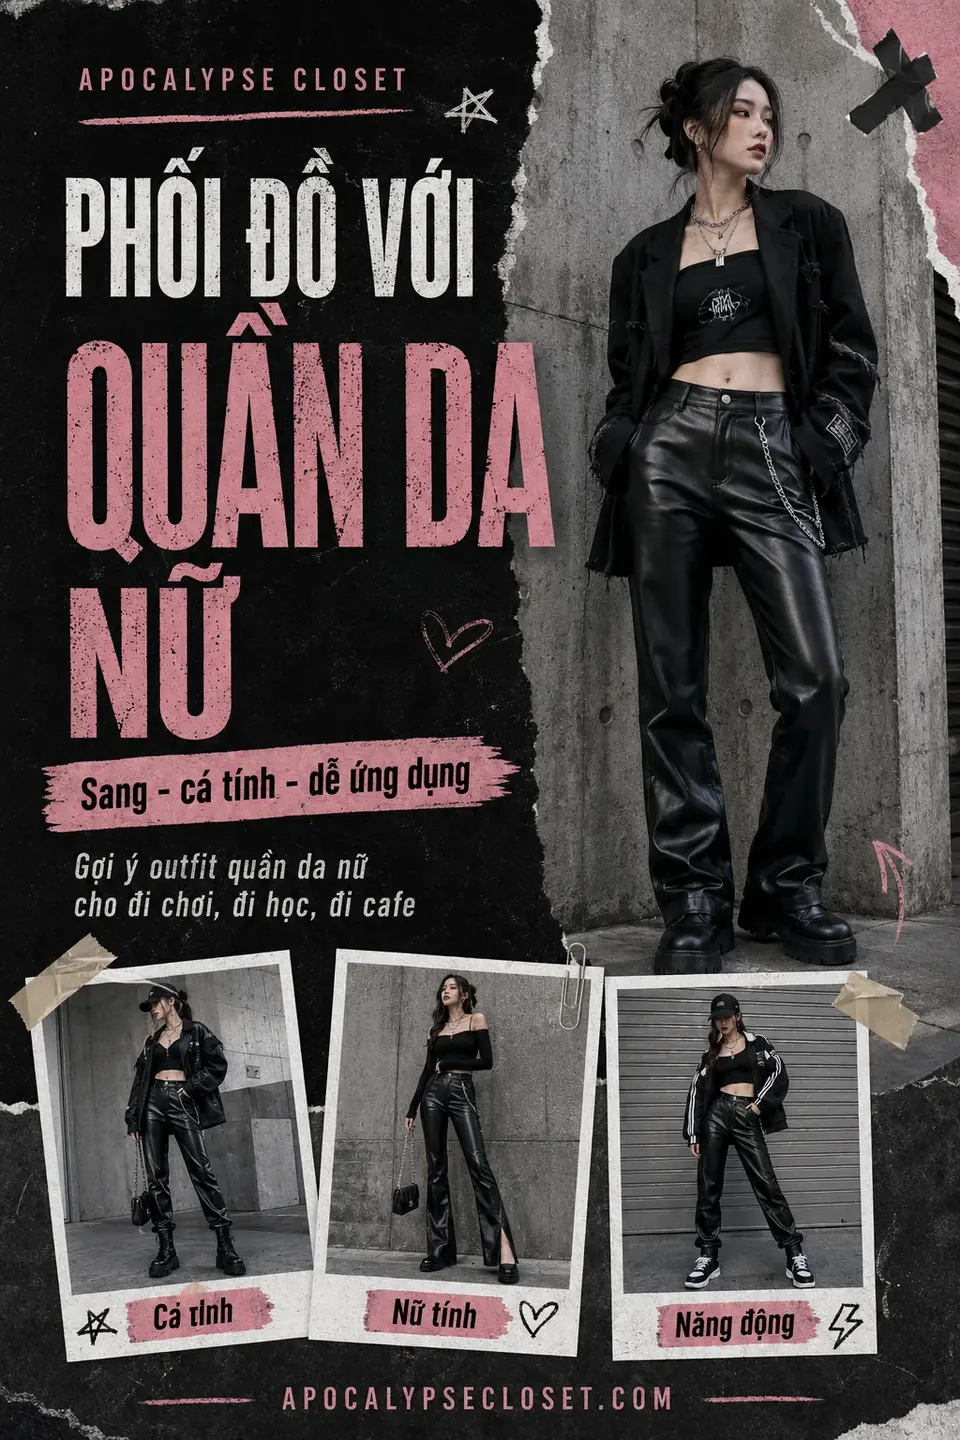 APOCALYPSE CLOSET
PHỐI ĐỒ VỚI
QUẦN DA
NỮ
Sang - cá tính - dễ ứng dụng
Gợi ý outfit quần da nữ
cho đi chơi, đi học, đi cafe
Cá tính
Nữ tính
Năng động
APOCALYPSECLOSET.COM